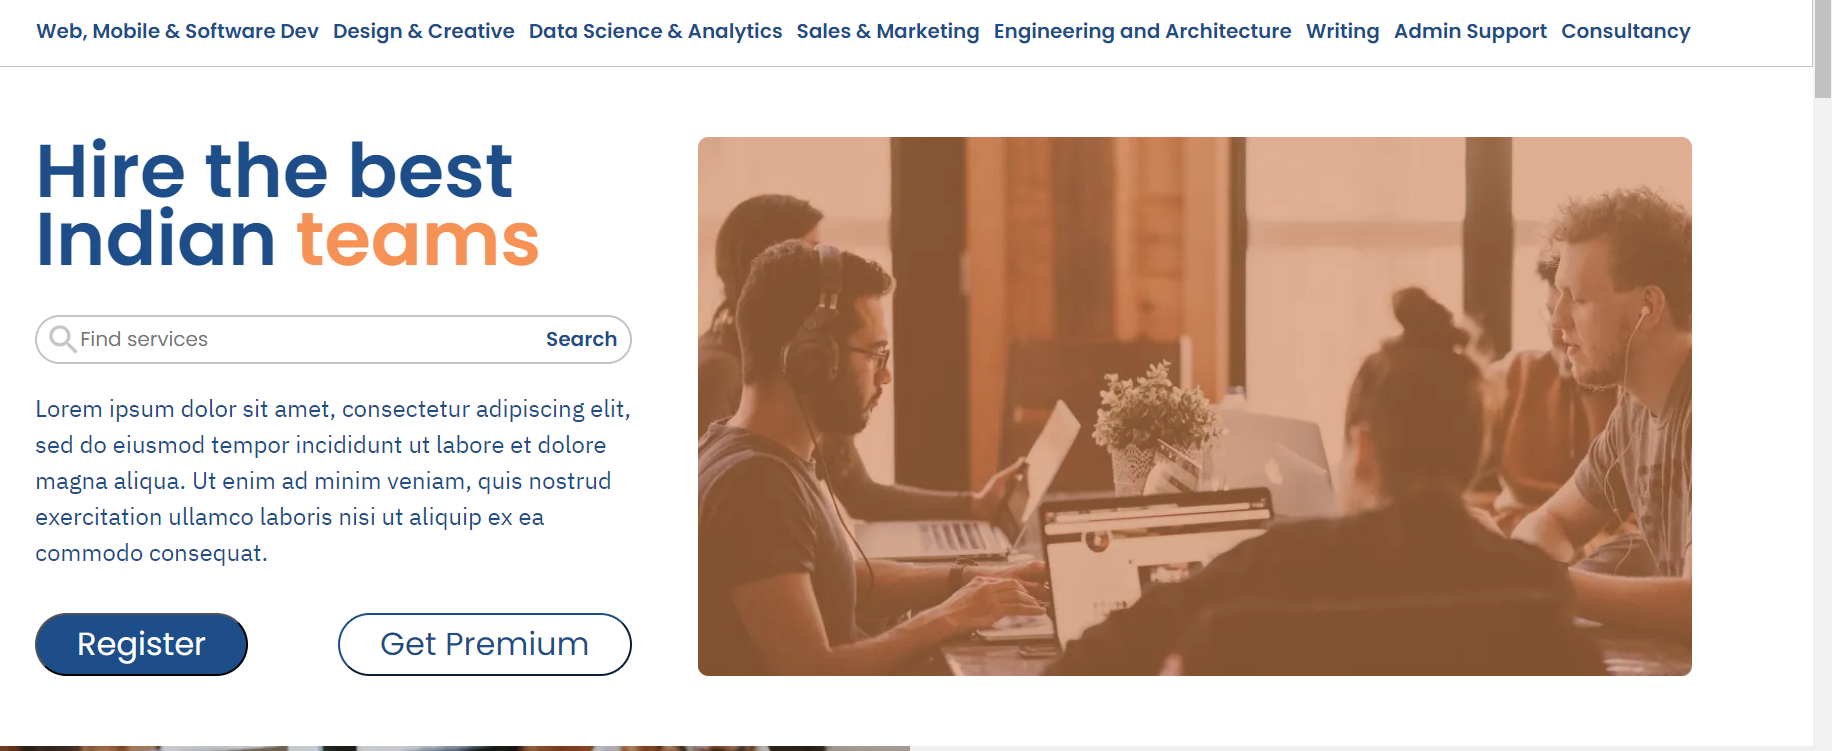 Web, Mobile & Software Dev Design & Creative Data Science & Analytics Sales & Marketing Engineering and Architecture Writing Admin Support Consultancy
Hire the best
Indian teams
Find services Search
Lorem ipsum dolor sit amet, consectetur adipiscing elit,
sed do eiusmod tempor incididunt ut labore et dolore
magna aliqua. Ut enim ad minim veniam, quis nostrud
exercitation ullamco laboris nisi ut aliquip ex ea
commodo consequat.
Register Get Premium